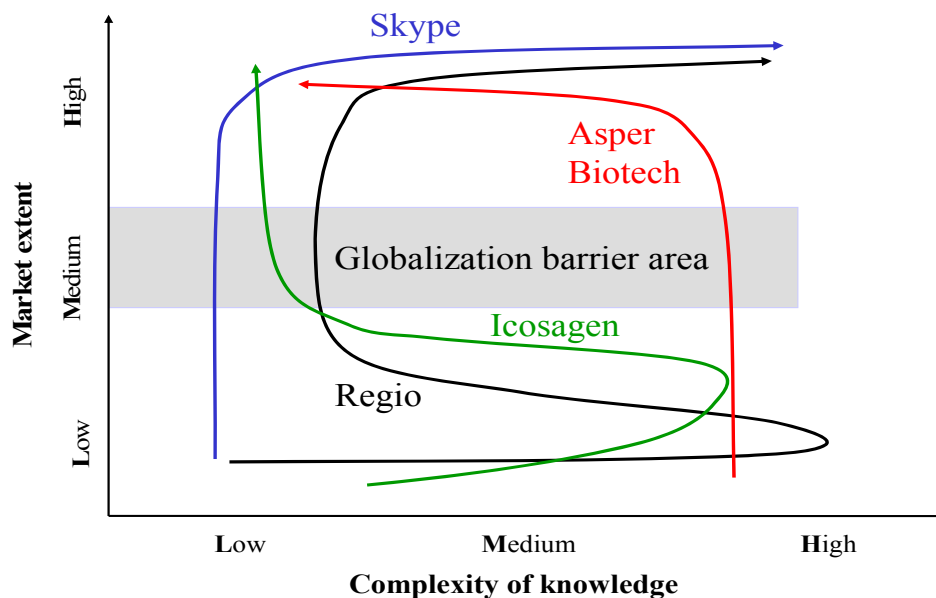 Skype
High
Asper
Biotech
Market extent
Medium
Globalization barrier area
Icosagen
Regio
Low
Low
Medium
High
Complexity of knowledge